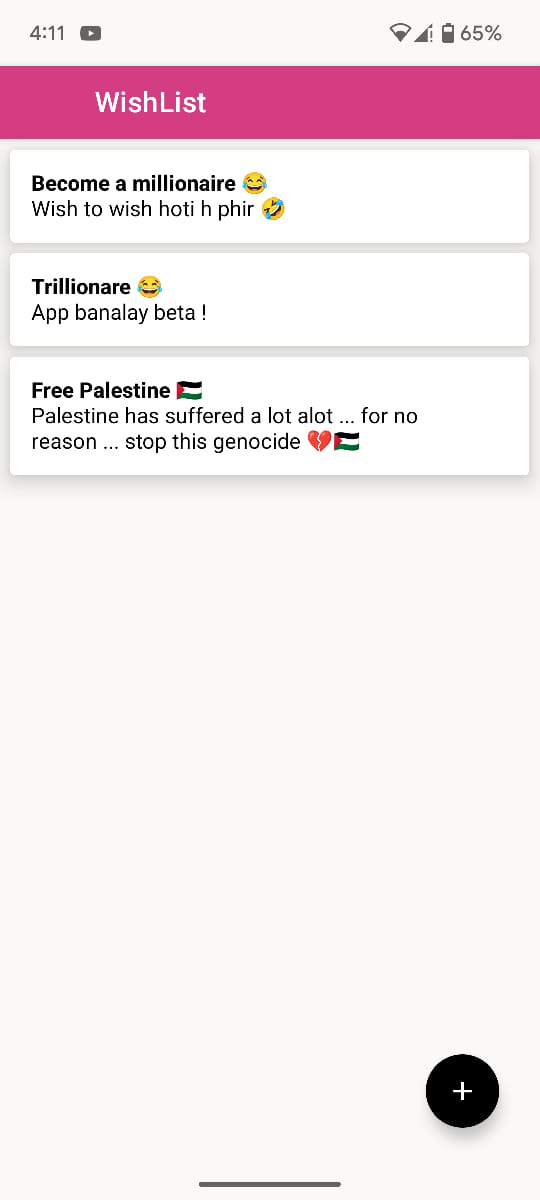 4:11
65%
WishList
Become a millionaire 😂
Wish to wish hoti h phir 🤣
Trillionare 😂
App banalay beta !
Free Palestine 🇵🇸
Palestine has suffered a lot alot ... for no
reason ... stop this genocide 💔🇵🇸
+